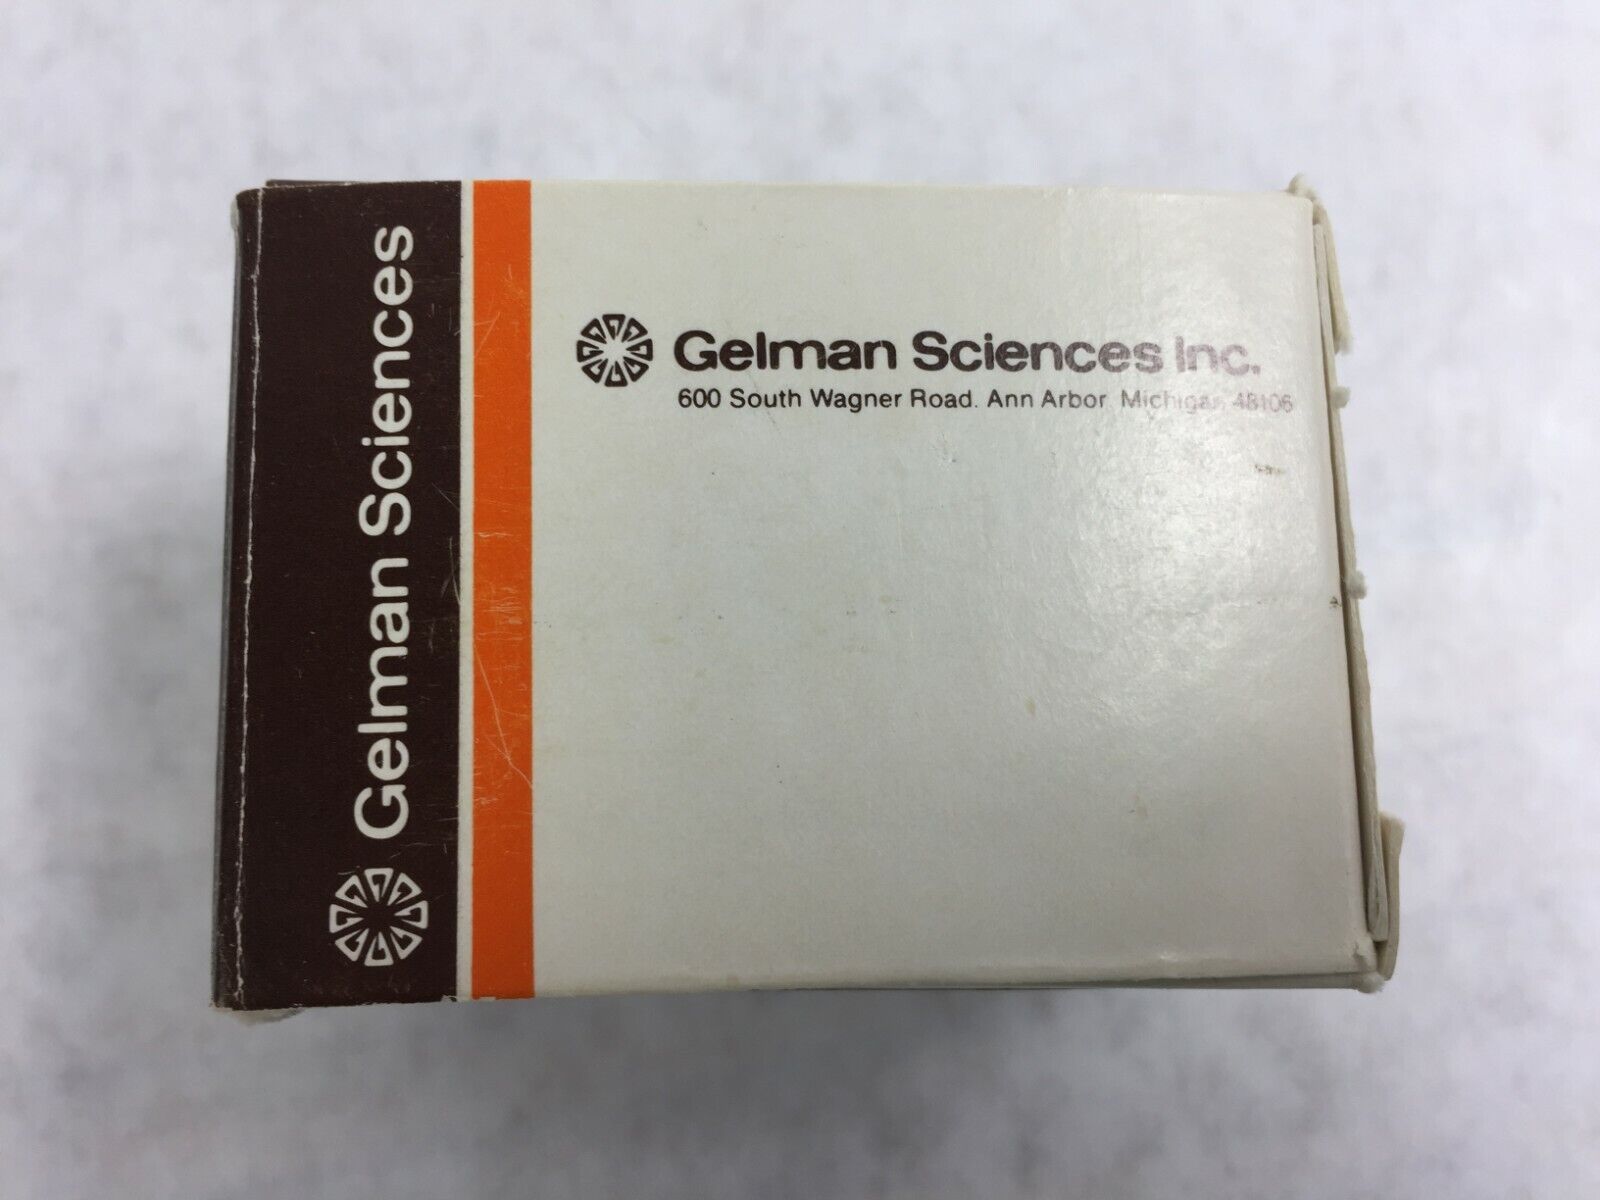 Gelman Sciences
Gelman Sciences Inc.
600 South Wagner Road. Ann Arbor, Michigan 48106